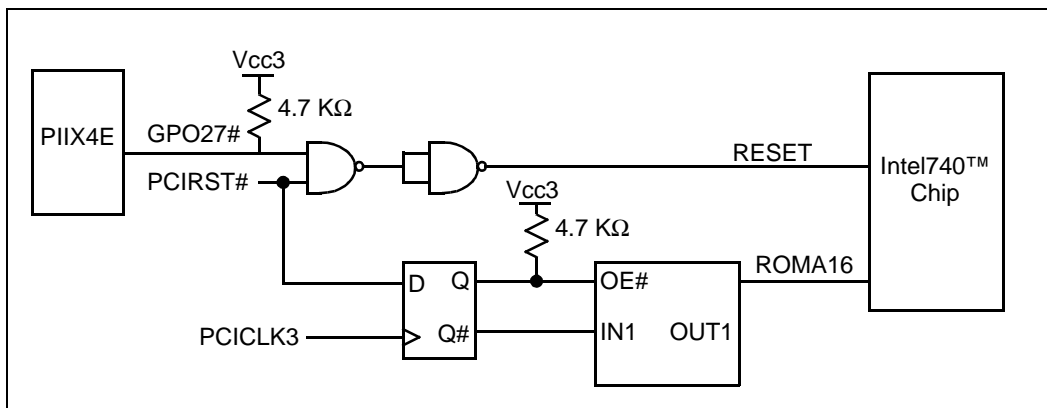 Vcc3
4.7 KΩ
PIIX4E
GPO27#
PCIRST#
RESET
Intel740™
Chip
Vcc3
4.7 KΩ
ROMA16
D
Q
OE#
PCICLK3
Q#
IN1
OUT1